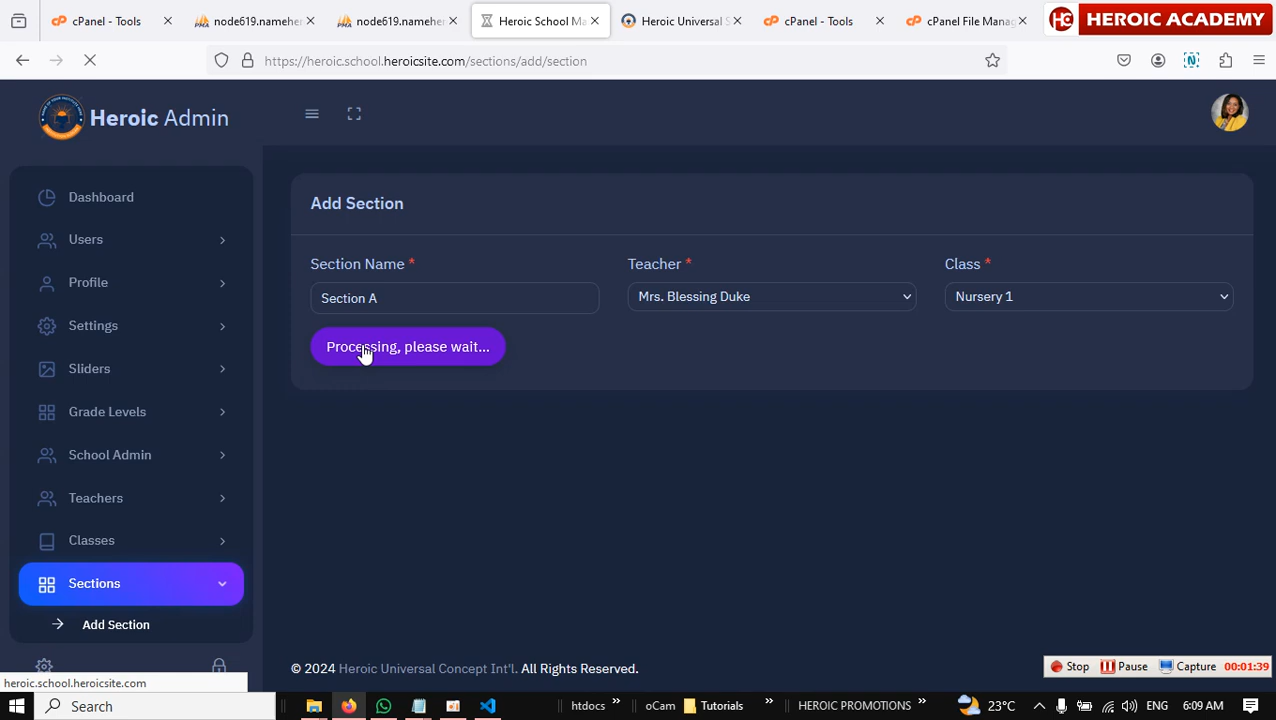 cPanel - Tools
node619.namehero
node619.namehero
Heroic School Ma
Heroic Universal S
cPanel - Tools
cPanel File Manag
HC HEROIC ACADEMY
https://heroic.school.heroicsite.com/sections/add/section
Heroic Admin
Dashboard
Users
Profile
Settings
Sliders
Grade Levels
School Admin
Teachers
Classes
Sections
Add Section
Add Section
Section Name *
Teacher *
Class *
Section A
Mrs. Blessing Duke
Nursery 1
Processing, please wait...
© 2024 Heroic Universal Concept Int'l. All Rights Reserved.
Stop
Pause
Capture
00:01:39
heroic.school.heroicsite.com
Search
htdocs
oCam
Tutorials
HEROIC PROMOTIONS
23°C
ENG
6:09 AM